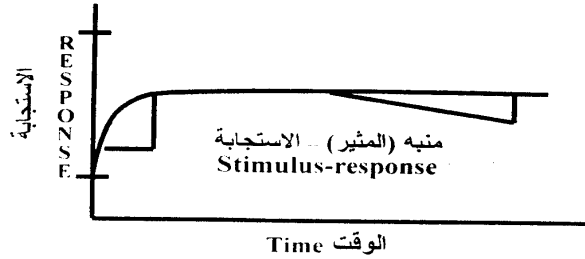 RESPONSE
الاستجابة
منبه (المثير) .. الاستجابة
Stimulus-response
Time الوقت